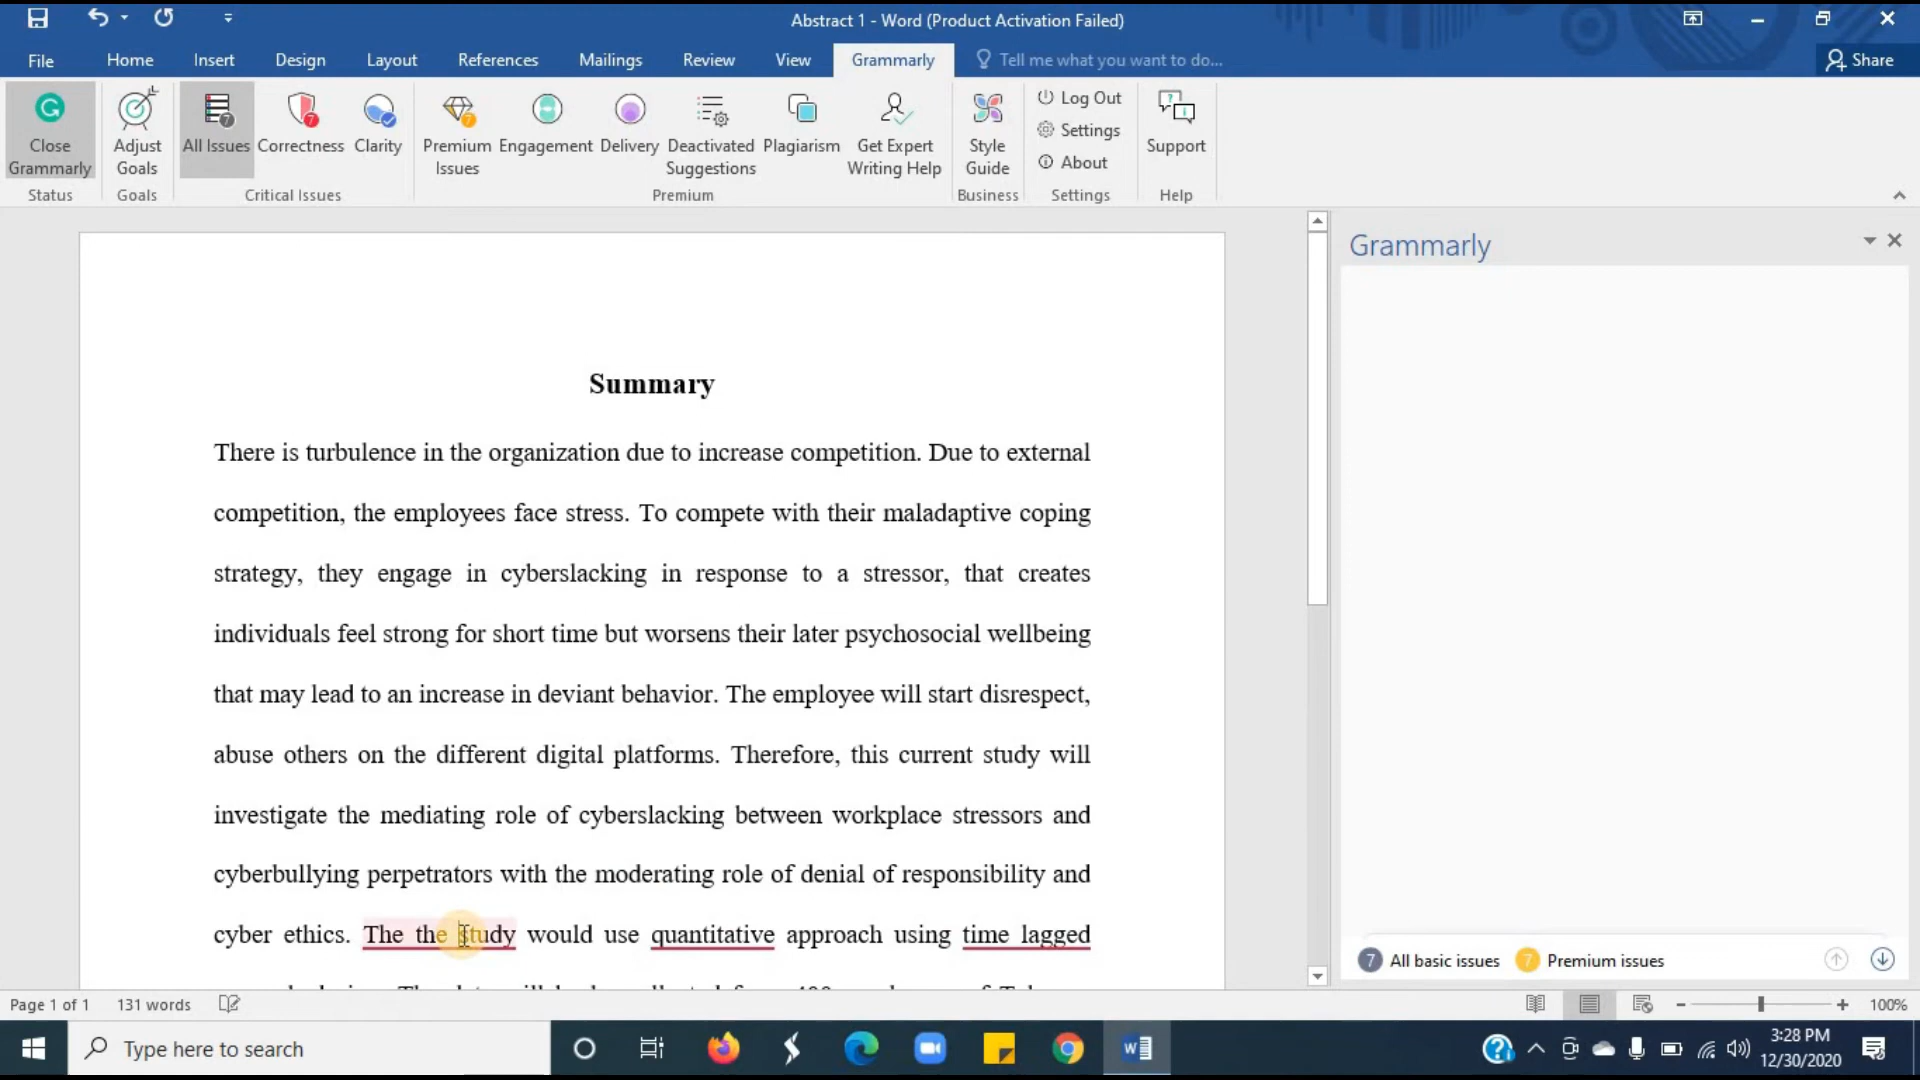 Abstract 1 - Word (Product Activation Failed)
File Home Insert Design Layout References Mailings Review View Grammarly Tell me what you want to do... Share
Close Grammarly
Adjust Goals
All Issues
Correctness
Clarity
Premium Issues
Engagement
Delivery
Deactivated Suggestions
Plagiarism
Get Expert Writing Help
Style Guide
Log Out
Settings
About
Support
Status Goals Critical Issues Premium Business Settings Help
Grammarly
Summary
There is turbulence in the organization due to increase competition. Due to external
competition, the employees face stress. To compete with their maladaptive coping
strategy, they engage in cyberslacking in response to a stressor, that creates
individuals feel strong for short time but worsens their later psychosocial wellbeing
that may lead to an increase in deviant behavior. The employee will start disrespect,
abuse others on the different digital platforms. Therefore, this current study will
investigate the mediating role of cyberslacking between workplace stressors and
cyberbullying perpetrators with the moderating role of denial of responsibility and
cyber ethics. The the study would use quantitative approach using time lagged
7 All basic issues 7 Premium issues
Page 1 of 1 131 words 100%
Type here to search
3:28 PM
12/30/2020